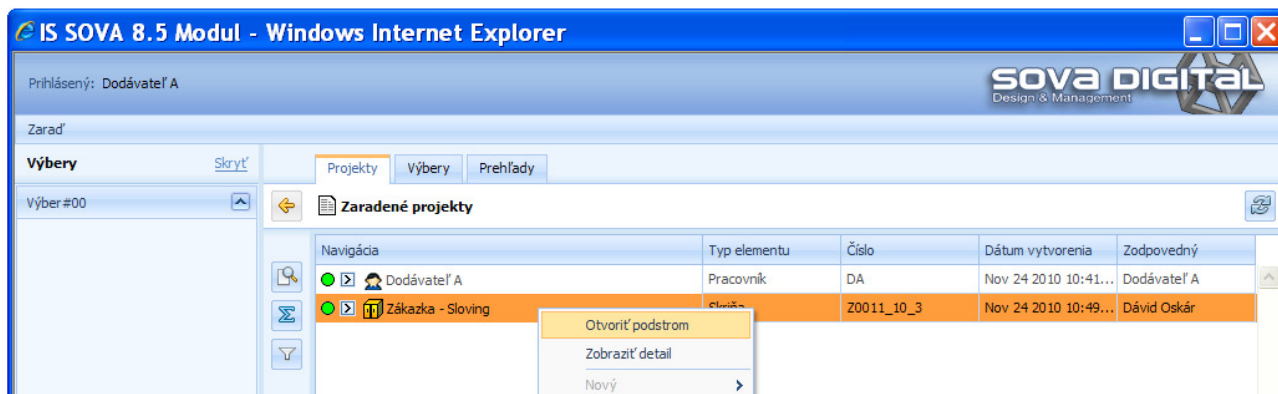 IS SOVA 8.5 Modul - Windows Internet Explorer
Prihlásený: Dodávateľ A
SOVA DIGITAL
Design & Management
Zaraď
Výbery Skryť
Projekty Výbery Prehľady
Výber#00
Zaradené projekty
Navigácia Typ elementu Číslo Dátum vytvorenia Zodpovedný
Dodávateľ A Pracovník DA Nov 24 2010 10:41... Dodávateľ A
Zákazka - Sloving Skriňa Z0011_10_3 Nov 24 2010 10:49... Dávid Oskár
Otvoriť podstrom
Zobraziť detail
Nový